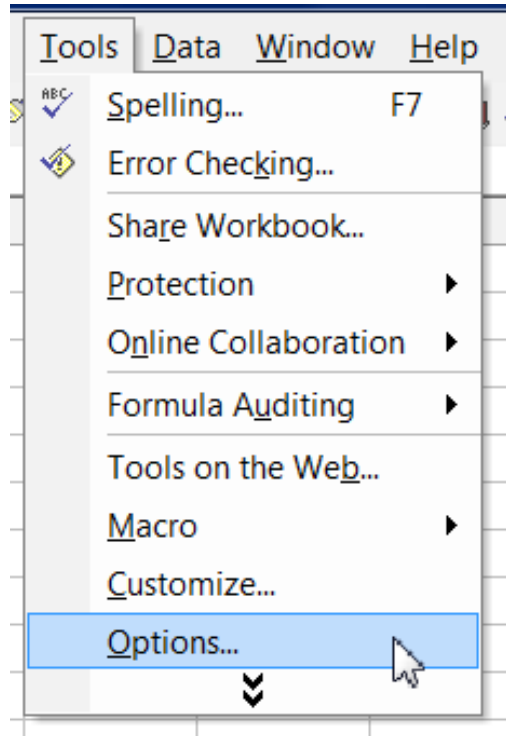 Tools Data Window Help
ABC Spelling... F7
Error Checking...
Share Workbook...
Protection
Online Collaboration
Formula Auditing
Tools on the Web...
Macro
Customize...
Options...